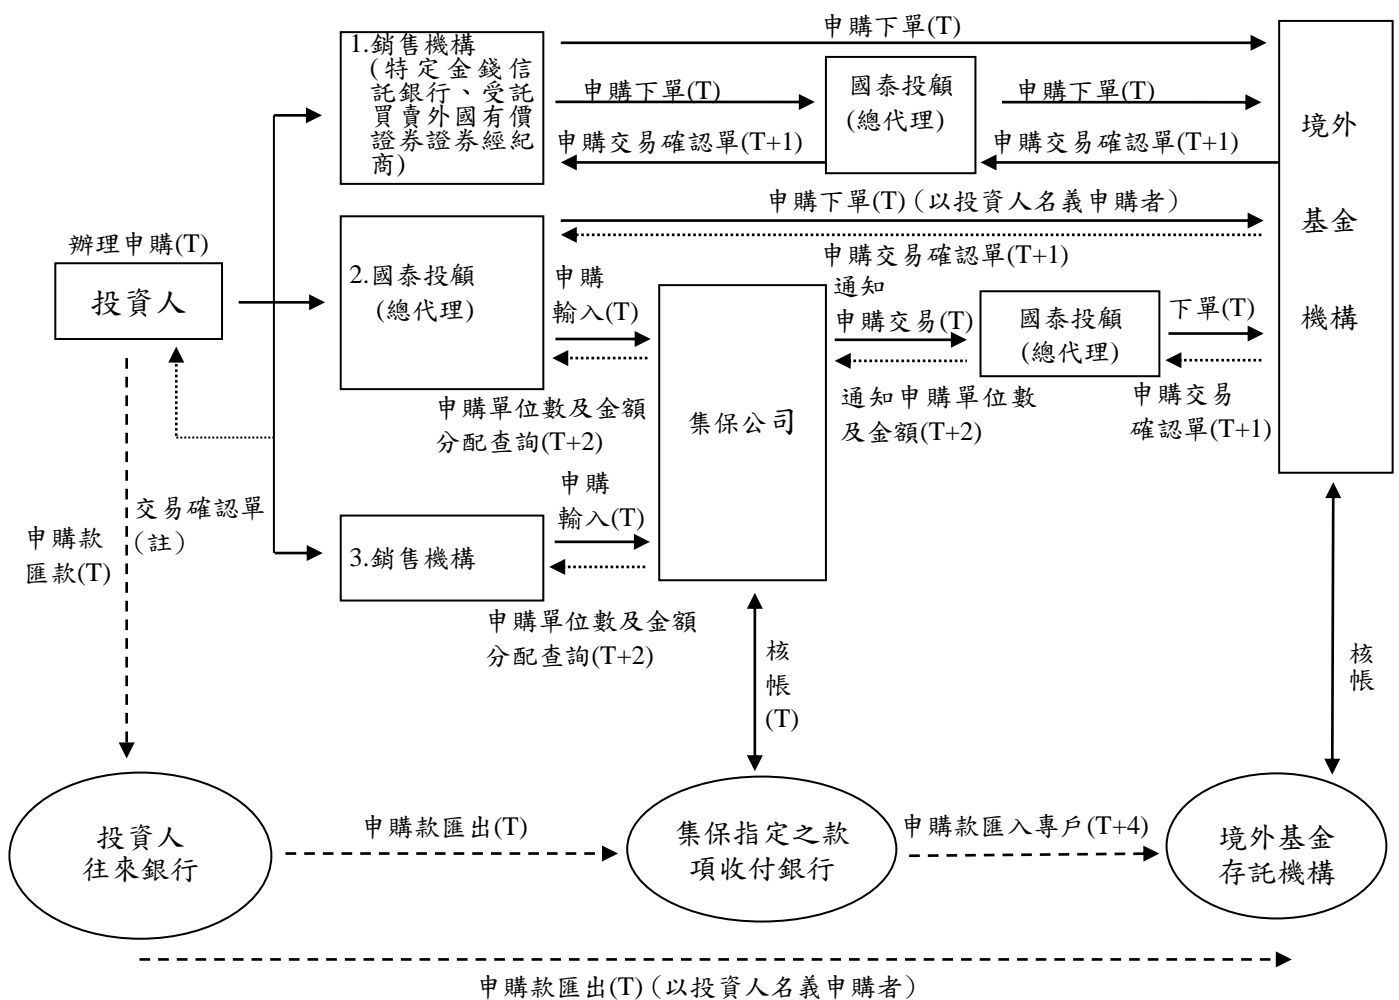 申購下單(T)
1.銷售機構
(特定金錢信
託銀行、受託
買賣外國有價
證券證券經紀
商)
申購下單(T)
國泰投顧
(總代理)
申購下單(T)
申購交易確認單(T+1)
申購交易確認單(T+1)
境外
基金
機構
申購下單(T)（以投資人名義申購者）
申購交易確認單(T+1)
辦理申購(T)
投資人
2.國泰投顧
(總代理)
申購
輸入(T)
通知
申購交易(T)
國泰投顧
(總代理)
下單(T)
申購單位數及金額
分配查詢(T+2)
集保公司
通知申購單位數
及金額(T+2)
申購交易
確認單(T+1)
申購款
匯款(T)
交易確認單
（註）
3.銷售機構
申購
輸入(T)
申購單位數及金額
分配查詢(T+2)
核
帳
(T)
核
帳
投資人
往來銀行
申購款匯出(T)
集保指定之款
項收付銀行
申購款匯入專戶(T+4)
境外基金
存託機構
申購款匯出(T)（以投資人名義申購者）